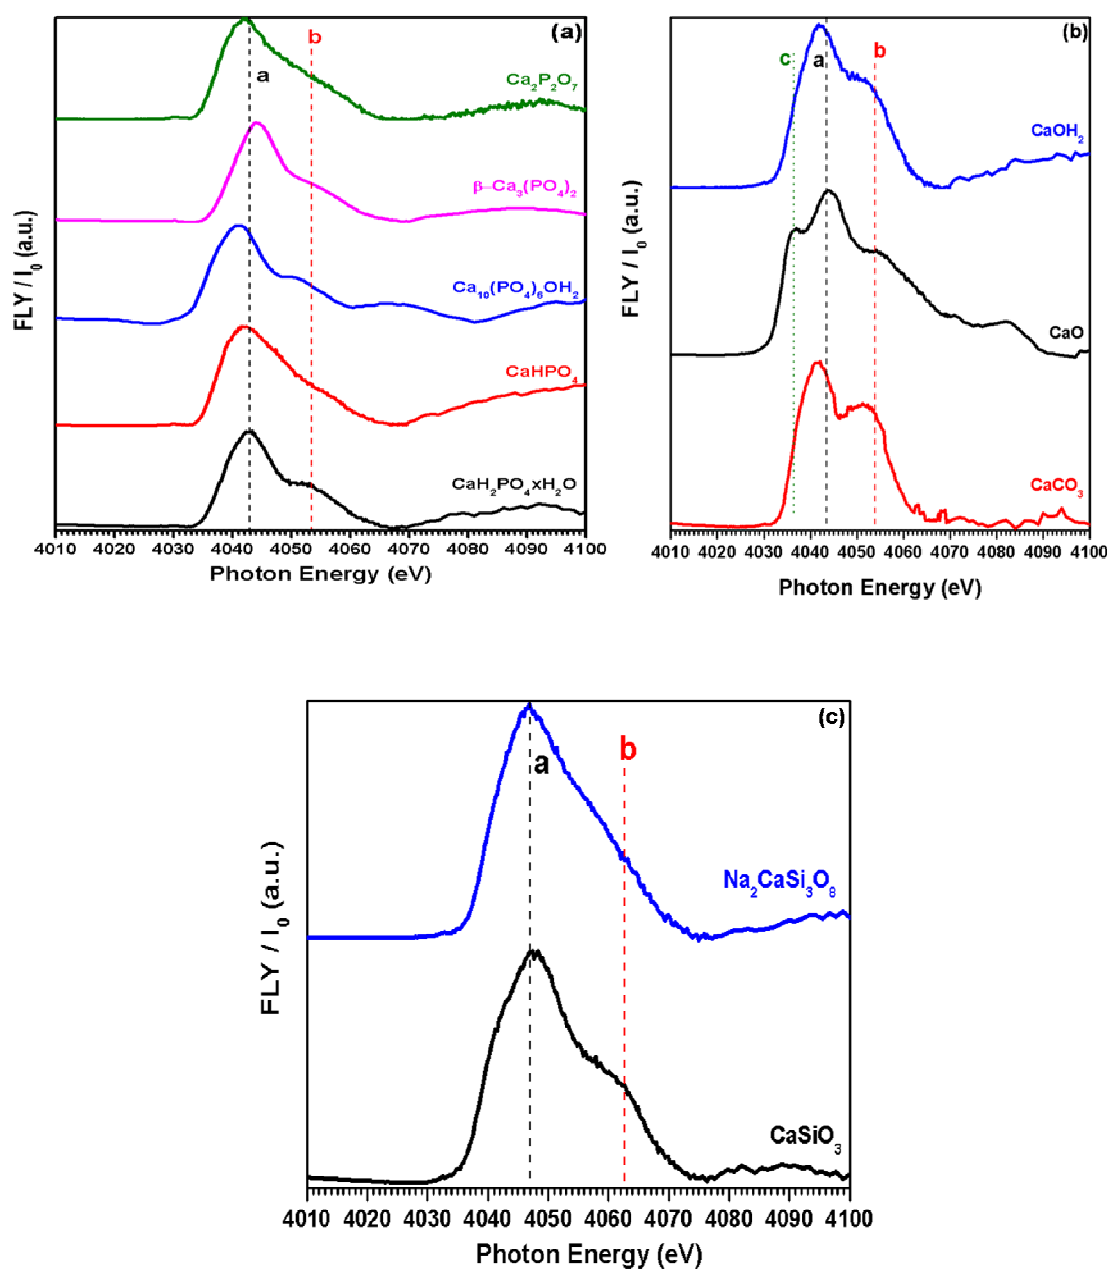 (a)
b
a
Ca₂P₂O₇
β–Ca₃(PO₄)₂
Ca₁₀(PO₄)₆OH₂
CaHPO₄
CaH₂PO₄xH₂O
FLY / I₀ (a.u.)
4010 4020 4030 4040 4050 4060 4070 4080 4090 4100
Photon Energy (eV)
(b)
c a b
CaOH₂
CaO
CaCO₃
FLY / I₀ (a.u.)
4010 4020 4030 4040 4050 4060 4070 4080 4090 4100
Photon Energy (eV)
(c)
b
a
Na₂CaSi₃O₈
CaSiO₃
FLY / I₀ (a.u.)
4010 4020 4030 4040 4050 4060 4070 4080 4090 4100
Photon Energy (eV)